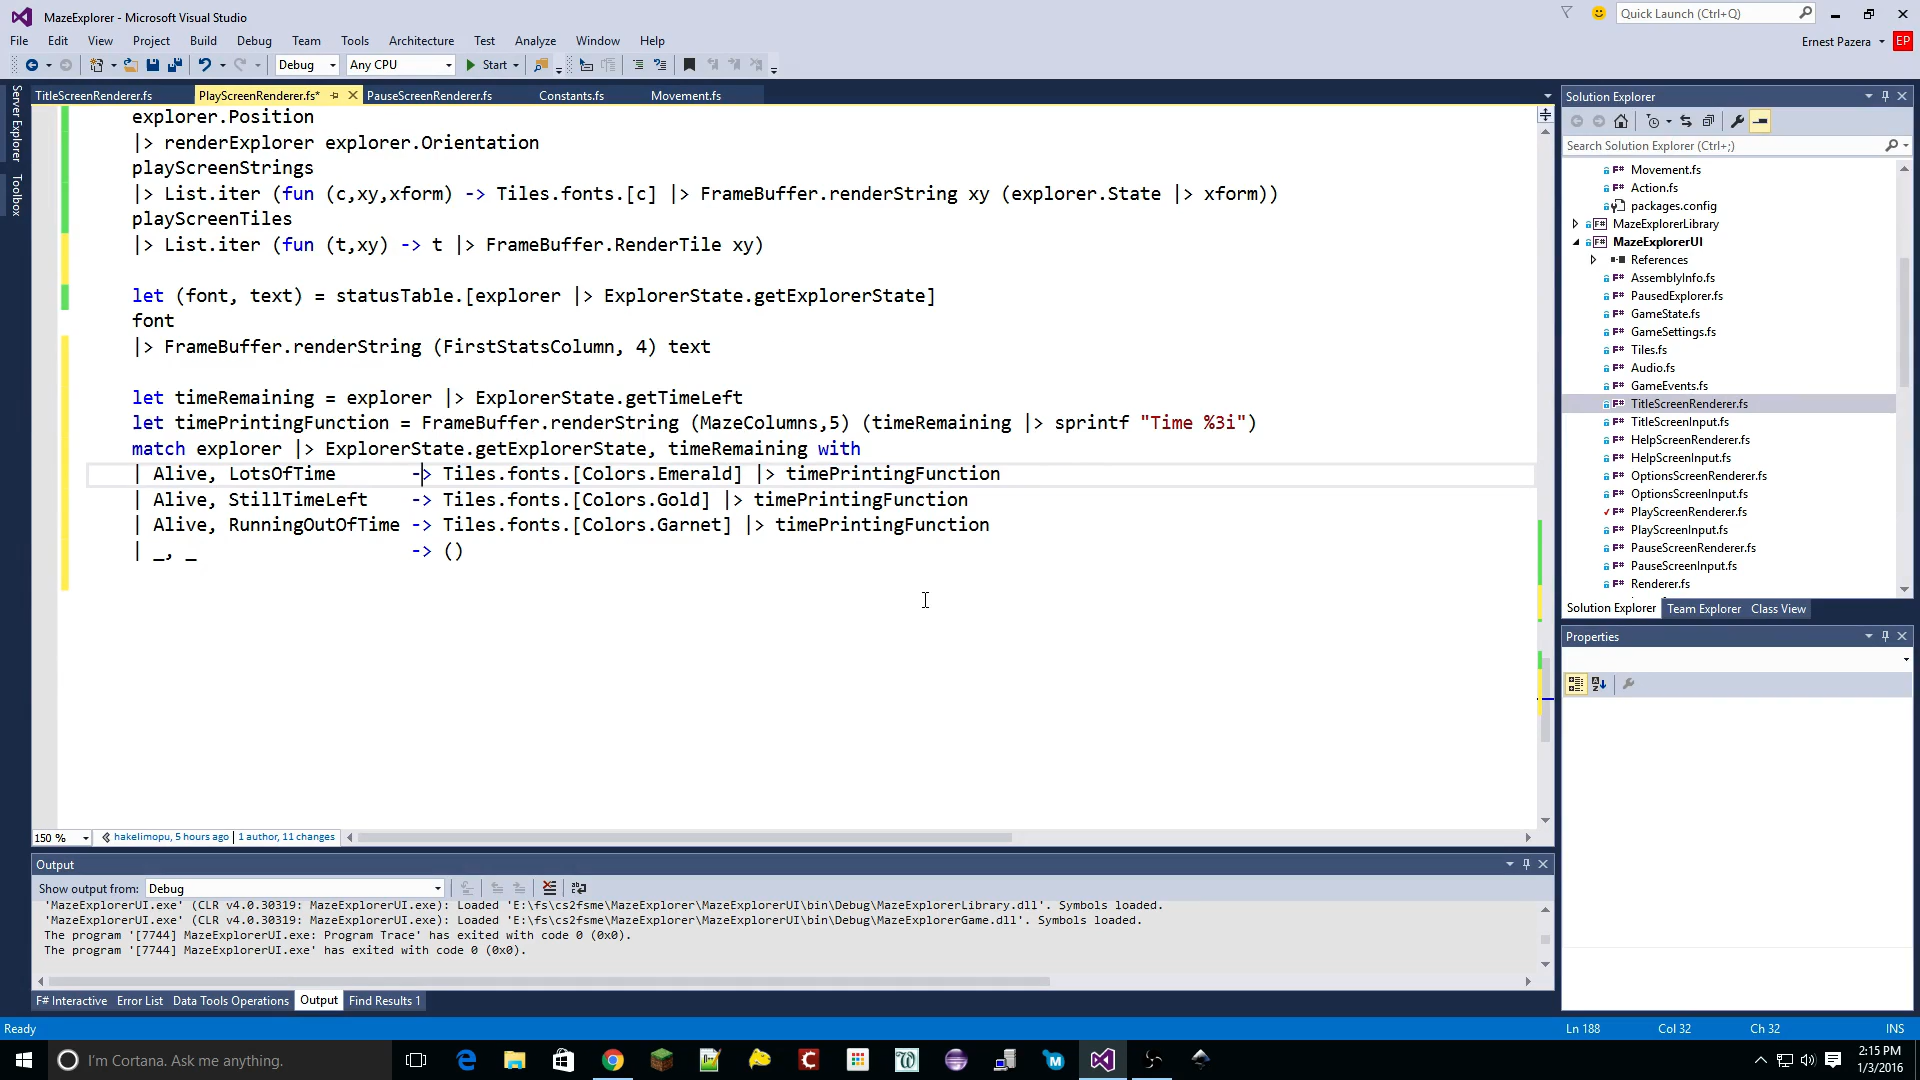 MazeExplorer - Microsoft Visual Studio
Quick Launch (Ctrl+Q)
File Edit View Project Build Debug Team Tools Architecture Test Analyze Window Help
Ernest Pazera EP
Debug Any CPU Start
Server Explorer
Toolbox
TitleScreenRenderer.fs PlayScreenRenderer.fs* PauseScreenRenderer.fs Constants.fs Movement.fs
explorer.Position
|> renderExplorer explorer.Orientation
playScreenStrings
|> List.iter (fun (c,xy,xform) -> Tiles.fonts.[c] |> FrameBuffer.renderString xy (explorer.State |> xform))
playScreenTiles
|> List.iter (fun (t,xy) -> t |> FrameBuffer.RenderTile xy)
let (font, text) = statusTable.[explorer |> ExplorerState.getExplorerState]
font
|> FrameBuffer.renderString (FirstStatsColumn, 4) text
let timeRemaining = explorer |> ExplorerState.getTimeLeft
let timePrintingFunction = FrameBuffer.renderString (MazeColumns,5) (timeRemaining |> sprintf "Time %3i")
match explorer |> ExplorerState.getExplorerState, timeRemaining with
| Alive, LotsOfTime       -> Tiles.fonts.[Colors.Emerald] |> timePrintingFunction
| Alive, StillTimeLeft    -> Tiles.fonts.[Colors.Gold] |> timePrintingFunction
| Alive, RunningOutOfTime -> Tiles.fonts.[Colors.Garnet] |> timePrintingFunction
| _, _                    -> ()
150 % hakelimopu, 5 hours ago | 1 author, 11 changes
Output
Show output from: Debug
'MazeExplorerUI.exe' (CLR v4.0.30319: MazeExplorerUI.exe): Loaded 'E:\fs\cs2fsme\MazeExplorer\MazeExplorerUI\bin\Debug\MazeExplorerLibrary.dll'. Symbols loaded.
'MazeExplorerUI.exe' (CLR v4.0.30319: MazeExplorerUI.exe): Loaded 'E:\fs\cs2fsme\MazeExplorer\MazeExplorerUI\bin\Debug\MazeExplorerGame.dll'. Symbols loaded.
The program '[7744] MazeExplorerUI.exe: Program Trace' has exited with code 0 (0x0).
The program '[7744] MazeExplorerUI.exe' has exited with code 0 (0x0).
F# Interactive Error List Data Tools Operations Output Find Results 1
Solution Explorer
Search Solution Explorer (Ctrl+;)
F# Movement.fs
F# Action.fs
packages.config
F# MazeExplorerLibrary
F# MazeExplorerUI
References
F# AssemblyInfo.fs
F# PausedExplorer.fs
F# GameState.fs
F# GameSettings.fs
F# Tiles.fs
F# Audio.fs
F# GameEvents.fs
F# TitleScreenRenderer.fs
F# TitleScreenInput.fs
F# HelpScreenRenderer.fs
F# HelpScreenInput.fs
F# OptionsScreenRenderer.fs
F# OptionsScreenInput.fs
F# PlayScreenRenderer.fs
F# PlayScreenInput.fs
F# PauseScreenRenderer.fs
F# PauseScreenInput.fs
F# Renderer.fs
Solution Explorer Team Explorer Class View
Properties
Ready Ln 188 Col 32 Ch 32 INS
I'm Cortana. Ask me anything.
2:15 PM
1/3/2016